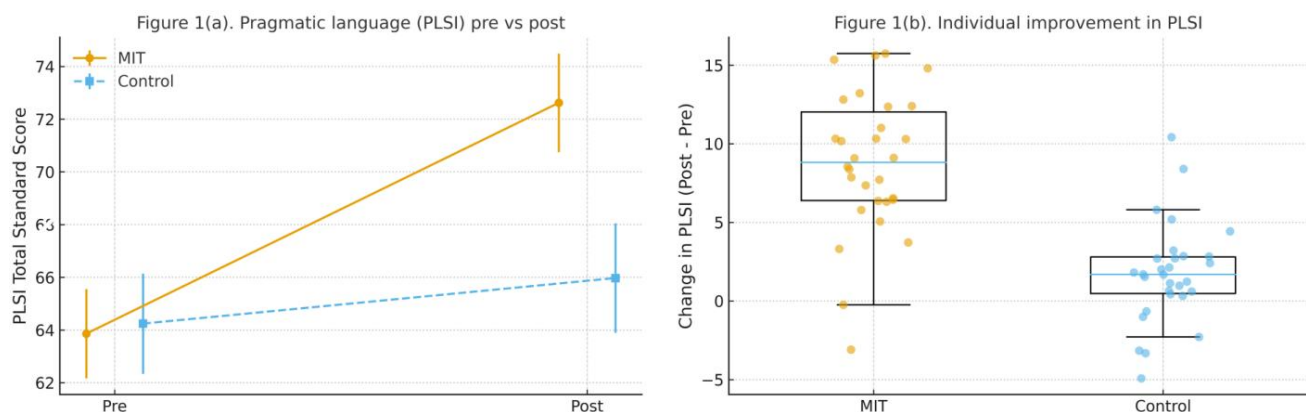 Figure 1(a). Pragmatic language (PLSI) pre vs post
MIT
Control
PLSI Total Standard Score
74
72
70
66
64
62
Pre
Post
Figure 1(b). Individual improvement in PLSI
Change in PLSI (Post - Pre)
15
10
5
0
−5
MIT
Control